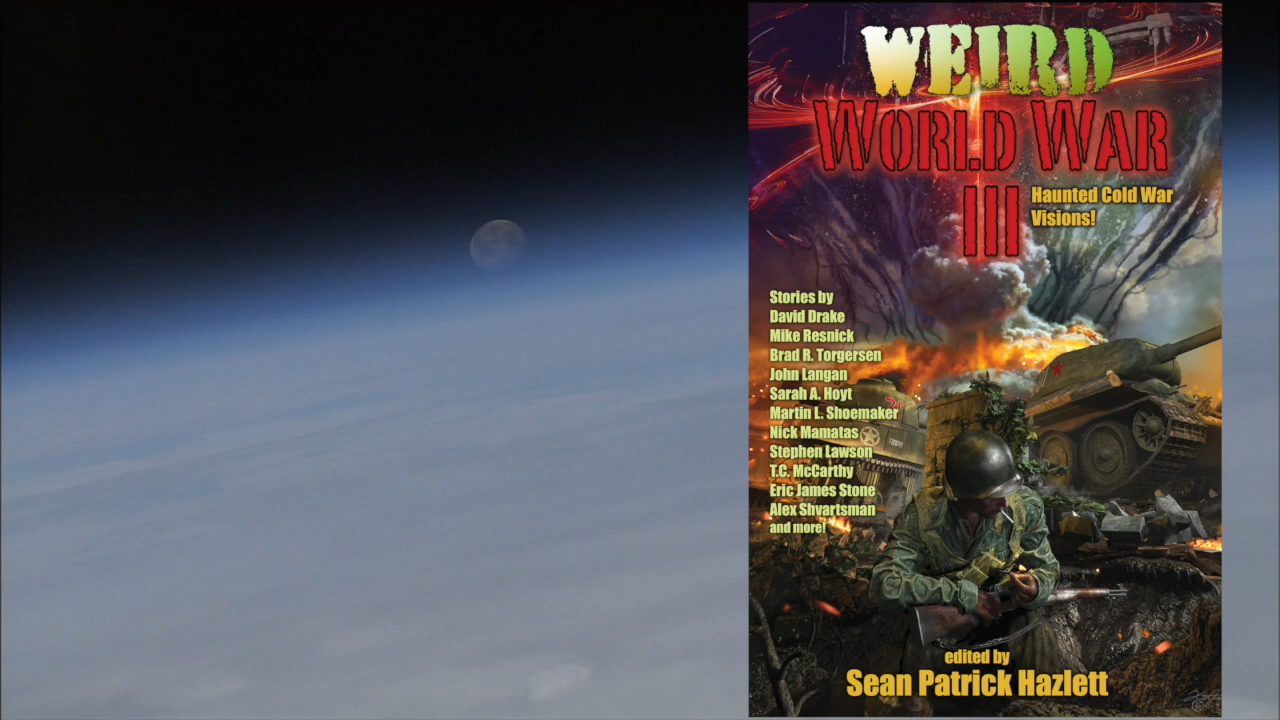 WEIRD
WORLD WAR
III
Haunted Cold War
Visions!
Stories by
David Drake
Mike Resnick
Brad R. Torgersen
John Langan
Sarah A. Hoyt
Martin L. Shoemaker
Nick Mamatas
Stephen Lawson
T.C. McCarthy
Eric James Stone
Alex Shvartsman
and more!
edited by
Sean Patrick Hazlett